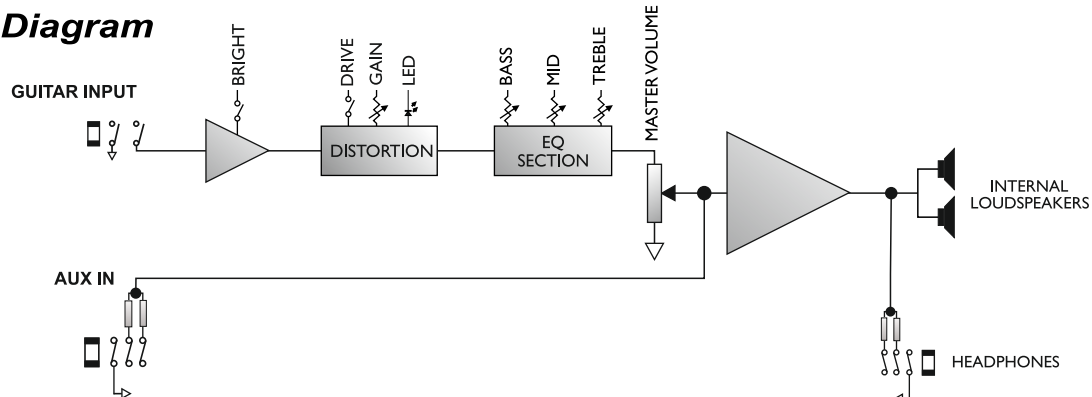 Diagram
GUITAR INPUT
BRIGHT
DRIVE
GAIN
LED
BASS
MID
TREBLE
MASTER VOLUME
DISTORTION
EQ
SECTION
INTERNAL
LOUDSPEAKERS
AUX IN
HEADPHONES